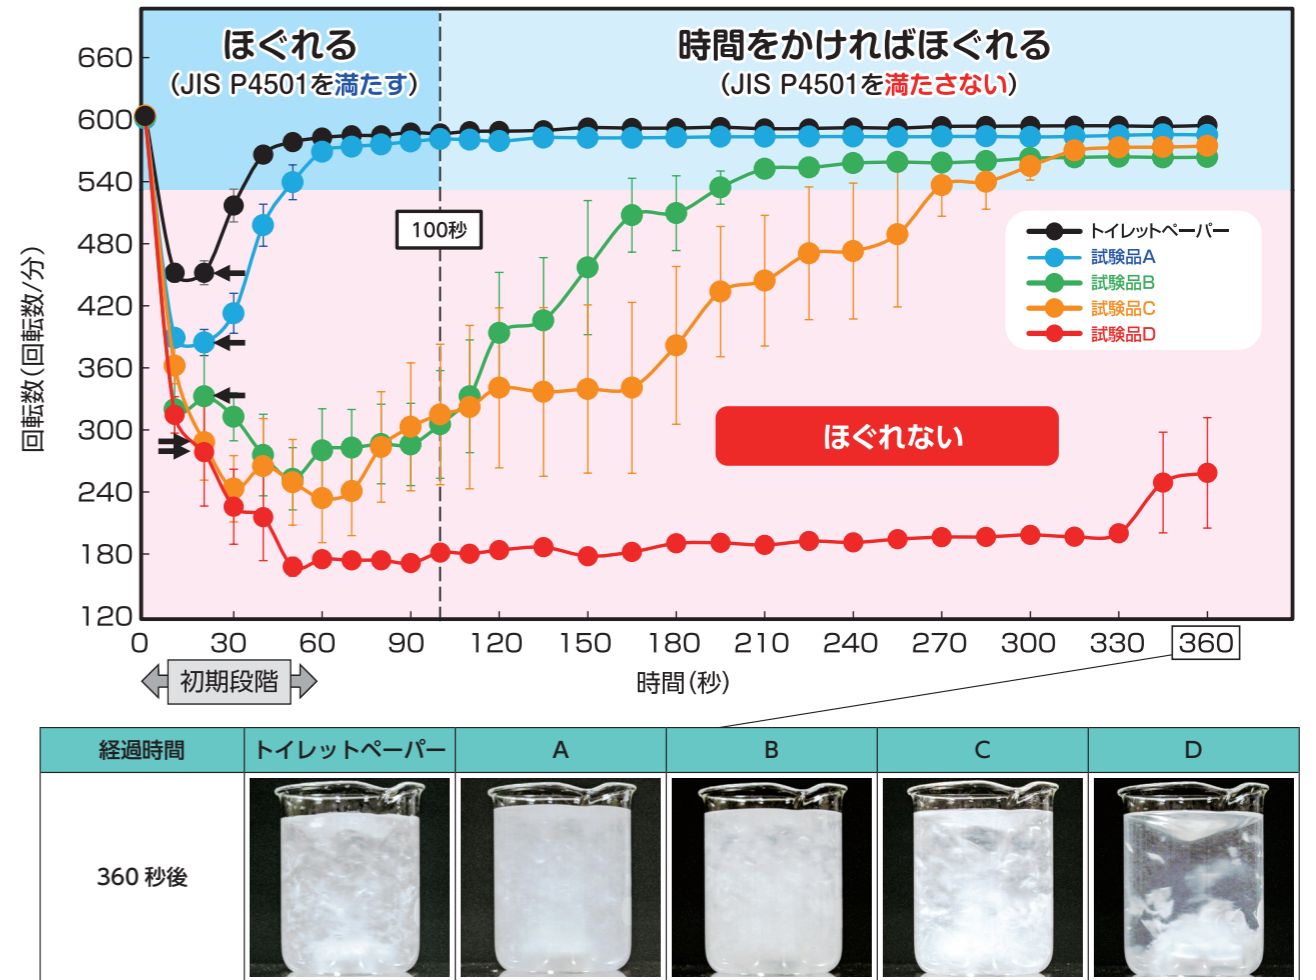 ほぐれる
(JIS P4501を満たす)
時間をかければほぐれる
(JIS P4501を満たさない)
660
600
540
480
420
360
300
240
180
120
回転数(回転数/分)
100秒
トイレットペーパー
試験品A
試験品B
試験品C
試験品D
ほぐれない
0 30 60 90 120 150 180 210 240 270 300 330 360
初期段階
時間(秒)
経過時間 トイレットペーパー A B C D
360 秒後